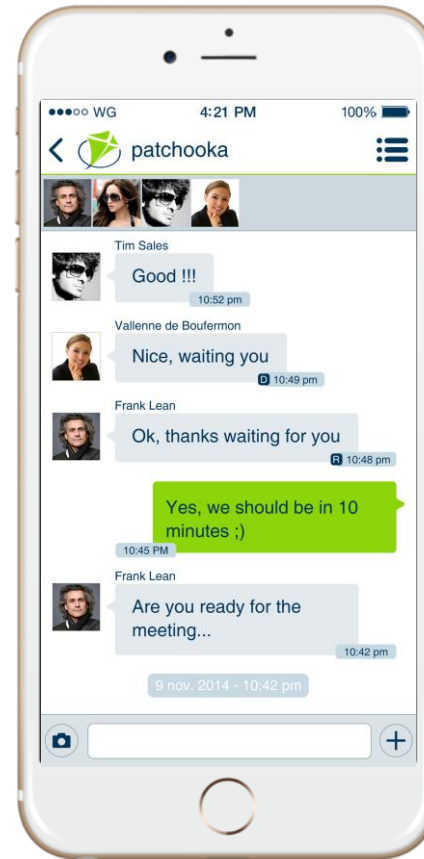 WG 4:21 PM 100%
patchooka
Tim Sales
Good !!!
10:52 pm
Vallenne de Boufermon
Nice, waiting you
D 10:49 pm
Frank Lean
Ok, thanks waiting for you
R 10:48 pm
Yes, we should be in 10
minutes ;)
10:45 PM
Frank Lean
Are you ready for the
meeting...
10:42 pm
9 nov. 2014 - 10:42 pm